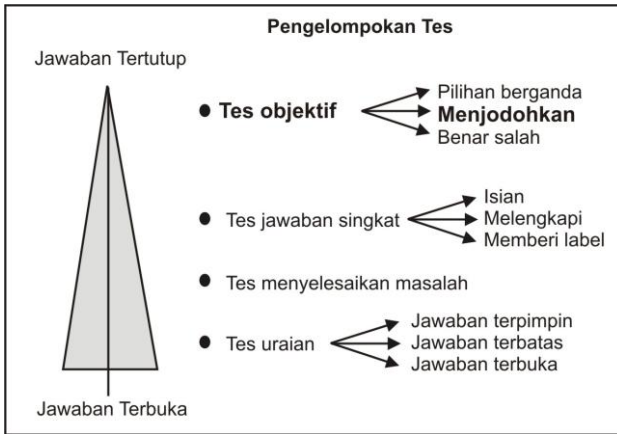 Pengelompokan Tes
Jawaban Tertutup
Tes objektif
Pilihan berganda
Menjodohkan
Benar salah
Tes jawaban singkat
Isian
Melengkapi
Memberi label
Tes menyelesaikan masalah
Tes uraian
Jawaban terpimpin
Jawaban terbatas
Jawaban terbuka
Jawaban Terbuka